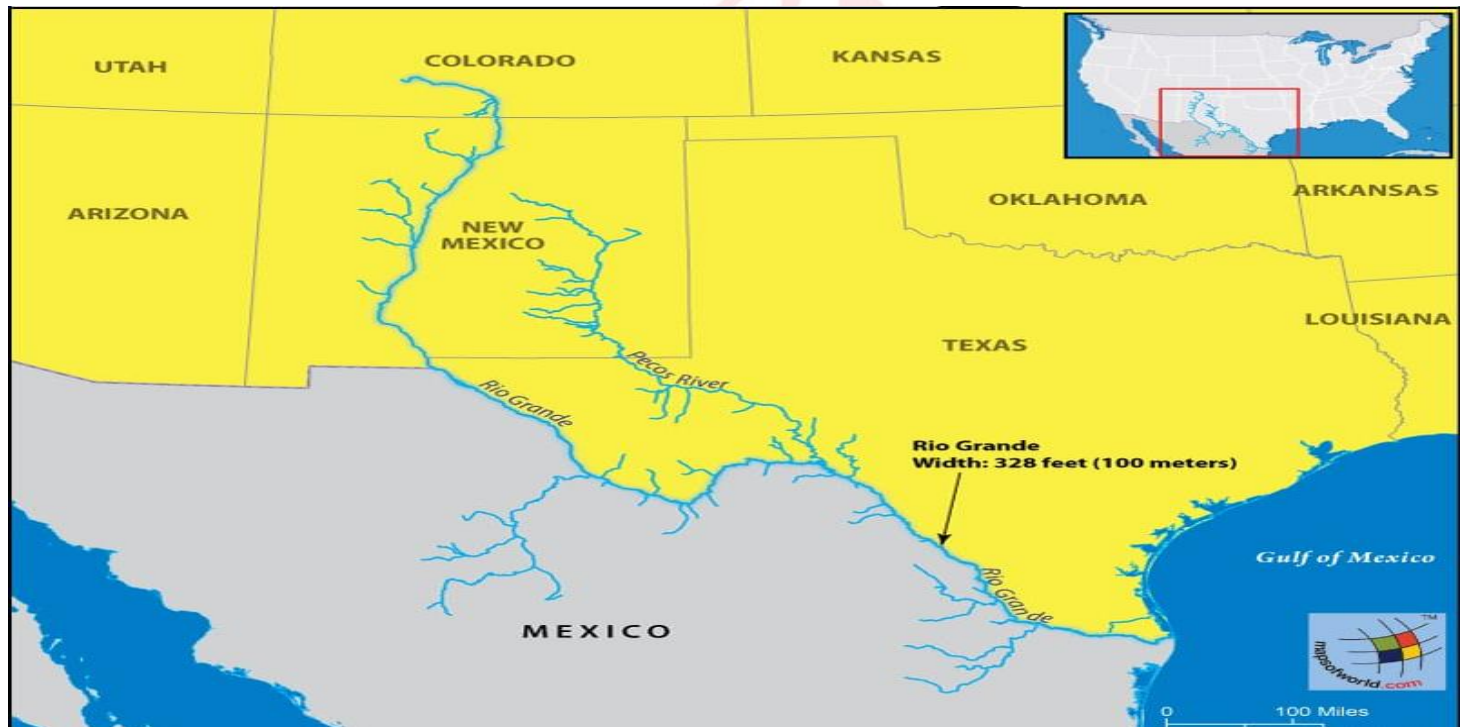 UTAH
COLORADO
KANSAS
ARIZONA
NEW
MEXICO
OKLAHOMA
ARKANSAS
Pecos River
TEXAS
LOUISIANA
Rio Grande
Rio Grande
Width: 328 feet (100 meters)
Gulf of Mexico
Rio Grande
MEXICO
TM
mapsofworld.com
0 100 Miles